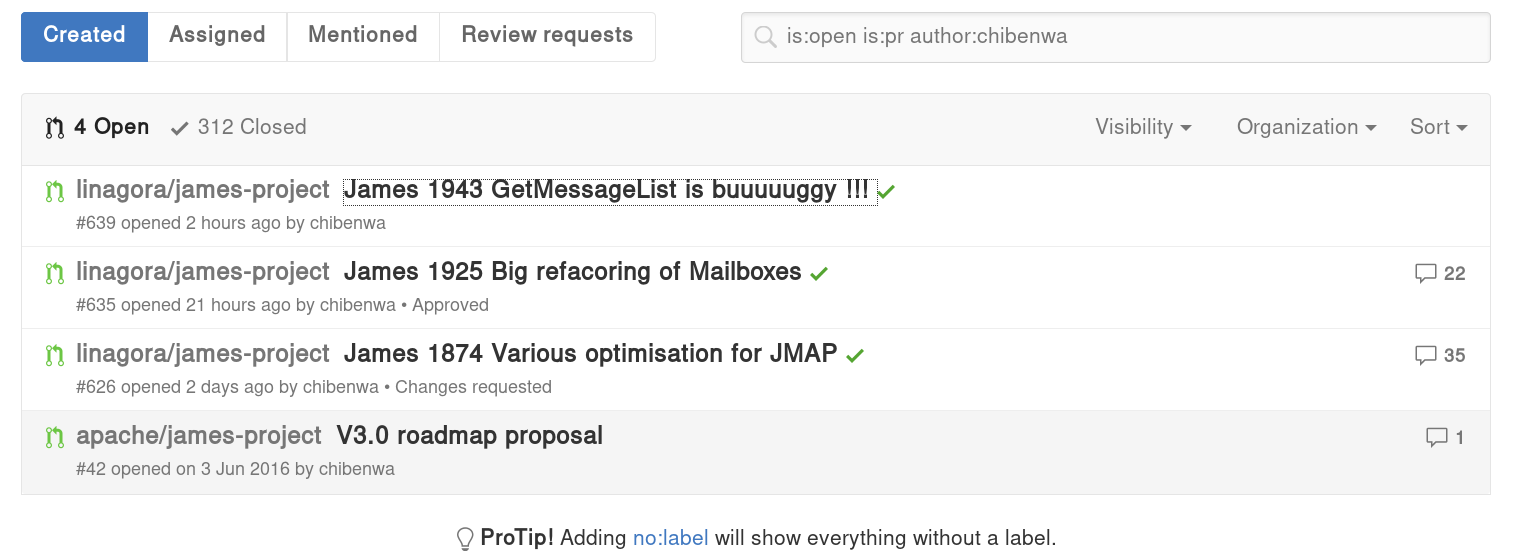 Created Assigned Mentioned Review requests is:open is:pr author:chibenwa
4 Open 312 Closed Visibility Organization Sort
linagora/james-project James 1943 GetMessageList is buuuuuggy !!!
#639 opened 2 hours ago by chibenwa
linagora/james-project James 1925 Big refacoring of Mailboxes 22
#635 opened 21 hours ago by chibenwa • Approved
linagora/james-project James 1874 Various optimisation for JMAP 35
#626 opened 2 days ago by chibenwa • Changes requested
apache/james-project V3.0 roadmap proposal 1
#42 opened on 3 Jun 2016 by chibenwa
ProTip! Adding no:label will show everything without a label.